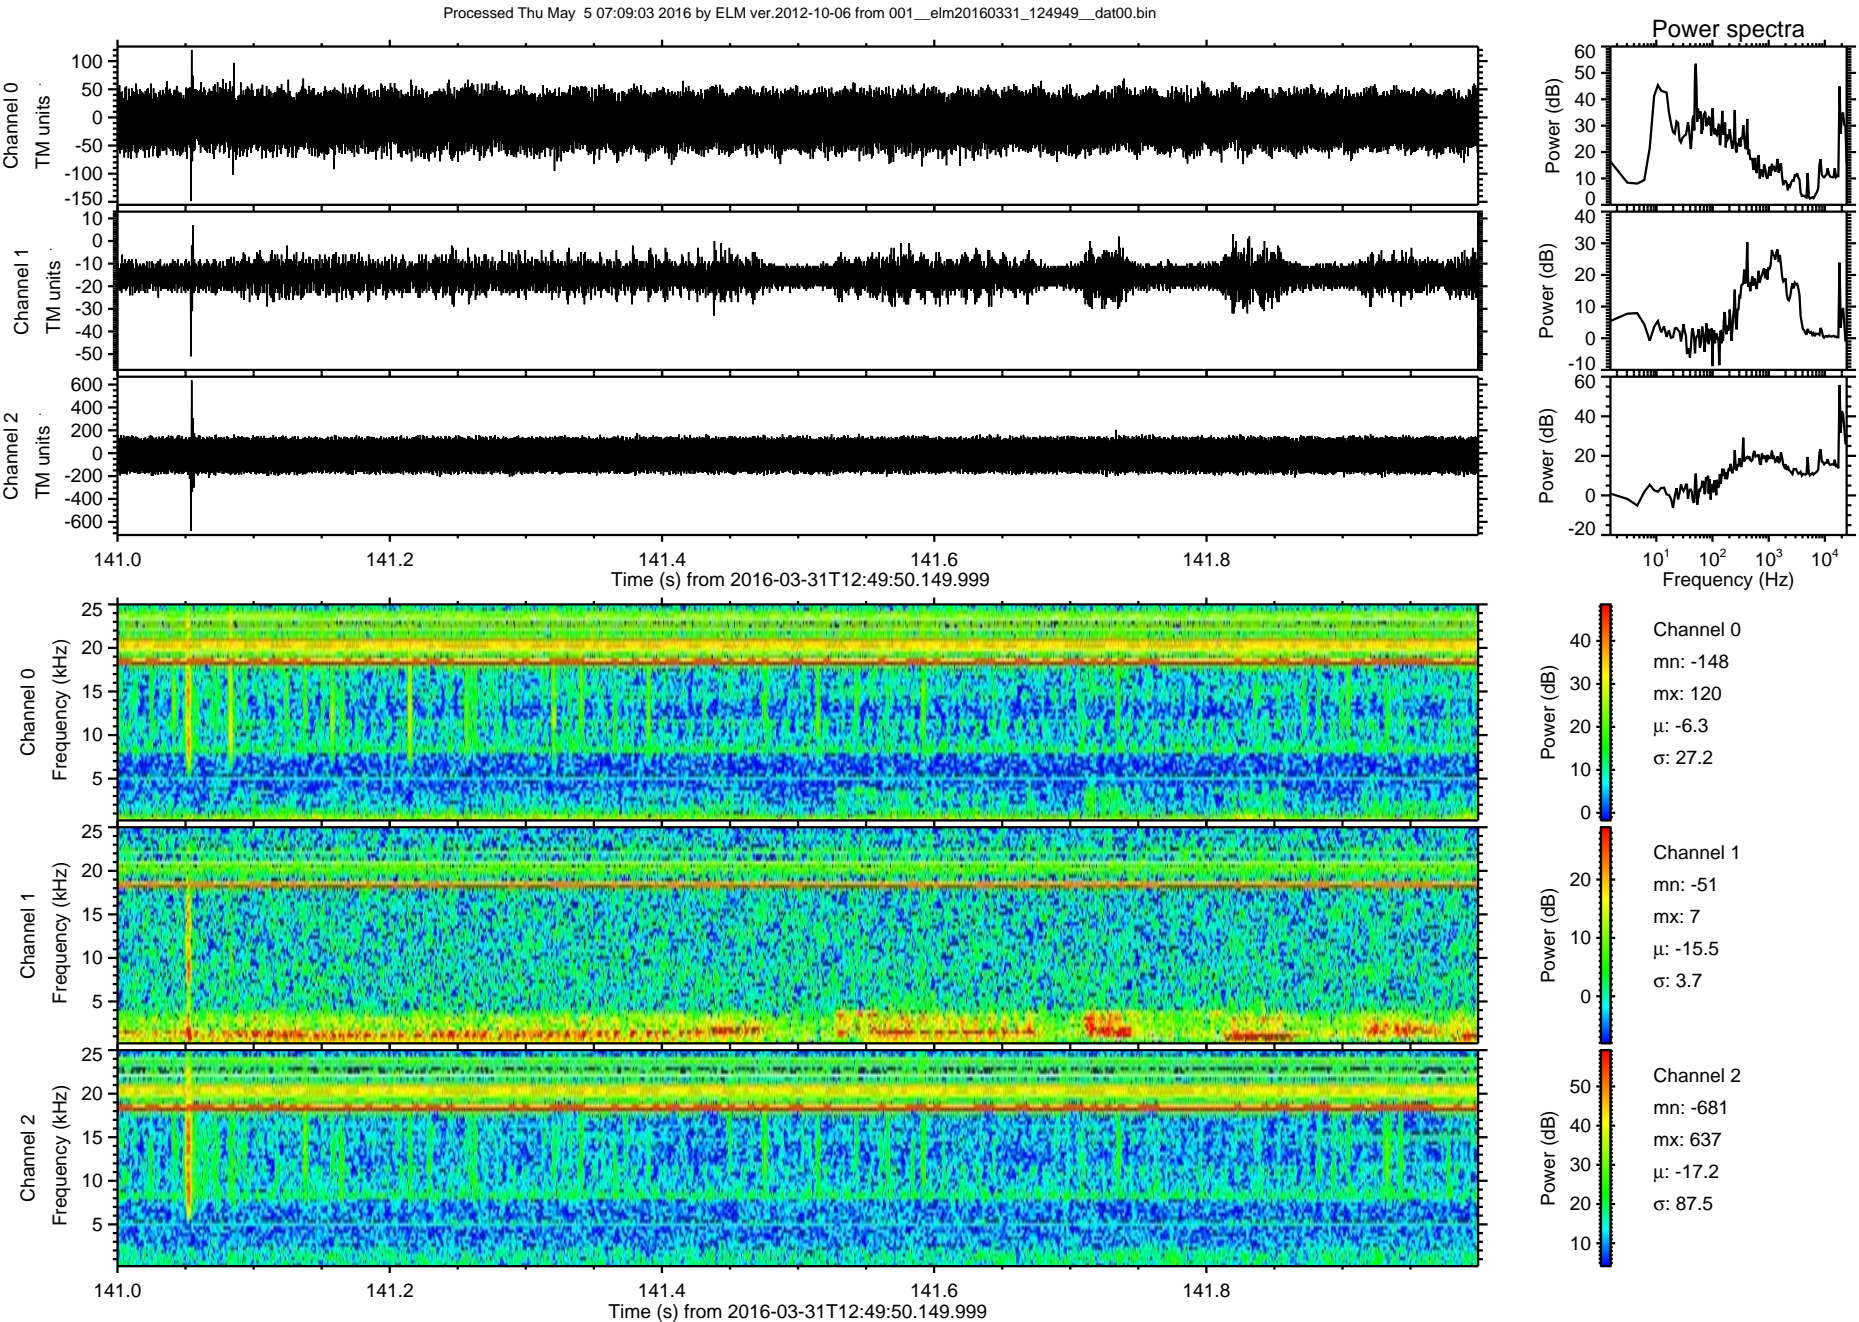 Processed Thu May  5 07:09:03 2016 by ELM ver.2012-10-06 from 001__elm20160331_124949__dat00.bin
Power spectra
Channel 0
TM units
100
50
0
-50
-100
-150
Power (dB)
60
50
40
30
20
10
0
Channel 1
TM units
10
0
-10
-20
-30
-40
-50
Power (dB)
40
30
20
10
0
-10
Channel 2
TM units
600
400
200
0
-200
-400
-600
Power (dB)
60
40
20
0
-20
141.0 141.2 141.4 141.6 141.8
Time (s) from 2016-03-31T12:49:50.149.999
10¹ 10² 10³ 10⁴
Frequency (Hz)
Channel 0
Frequency (kHz)
25
20
15
10
5
Power (dB)
40
30
20
10
0
Channel 0
mn: -148
mx: 120
μ: -6.3
σ: 27.2
Channel 1
Frequency (kHz)
25
20
15
10
5
Power (dB)
20
10
0
Channel 1
mn: -51
mx: 7
μ: -15.5
σ: 3.7
Channel 2
Frequency (kHz)
25
20
15
10
5
Power (dB)
50
40
30
20
10
Channel 2
mn: -681
mx: 637
μ: -17.2
σ: 87.5
141.0 141.2 141.4 141.6 141.8
Time (s) from 2016-03-31T12:49:50.149.999